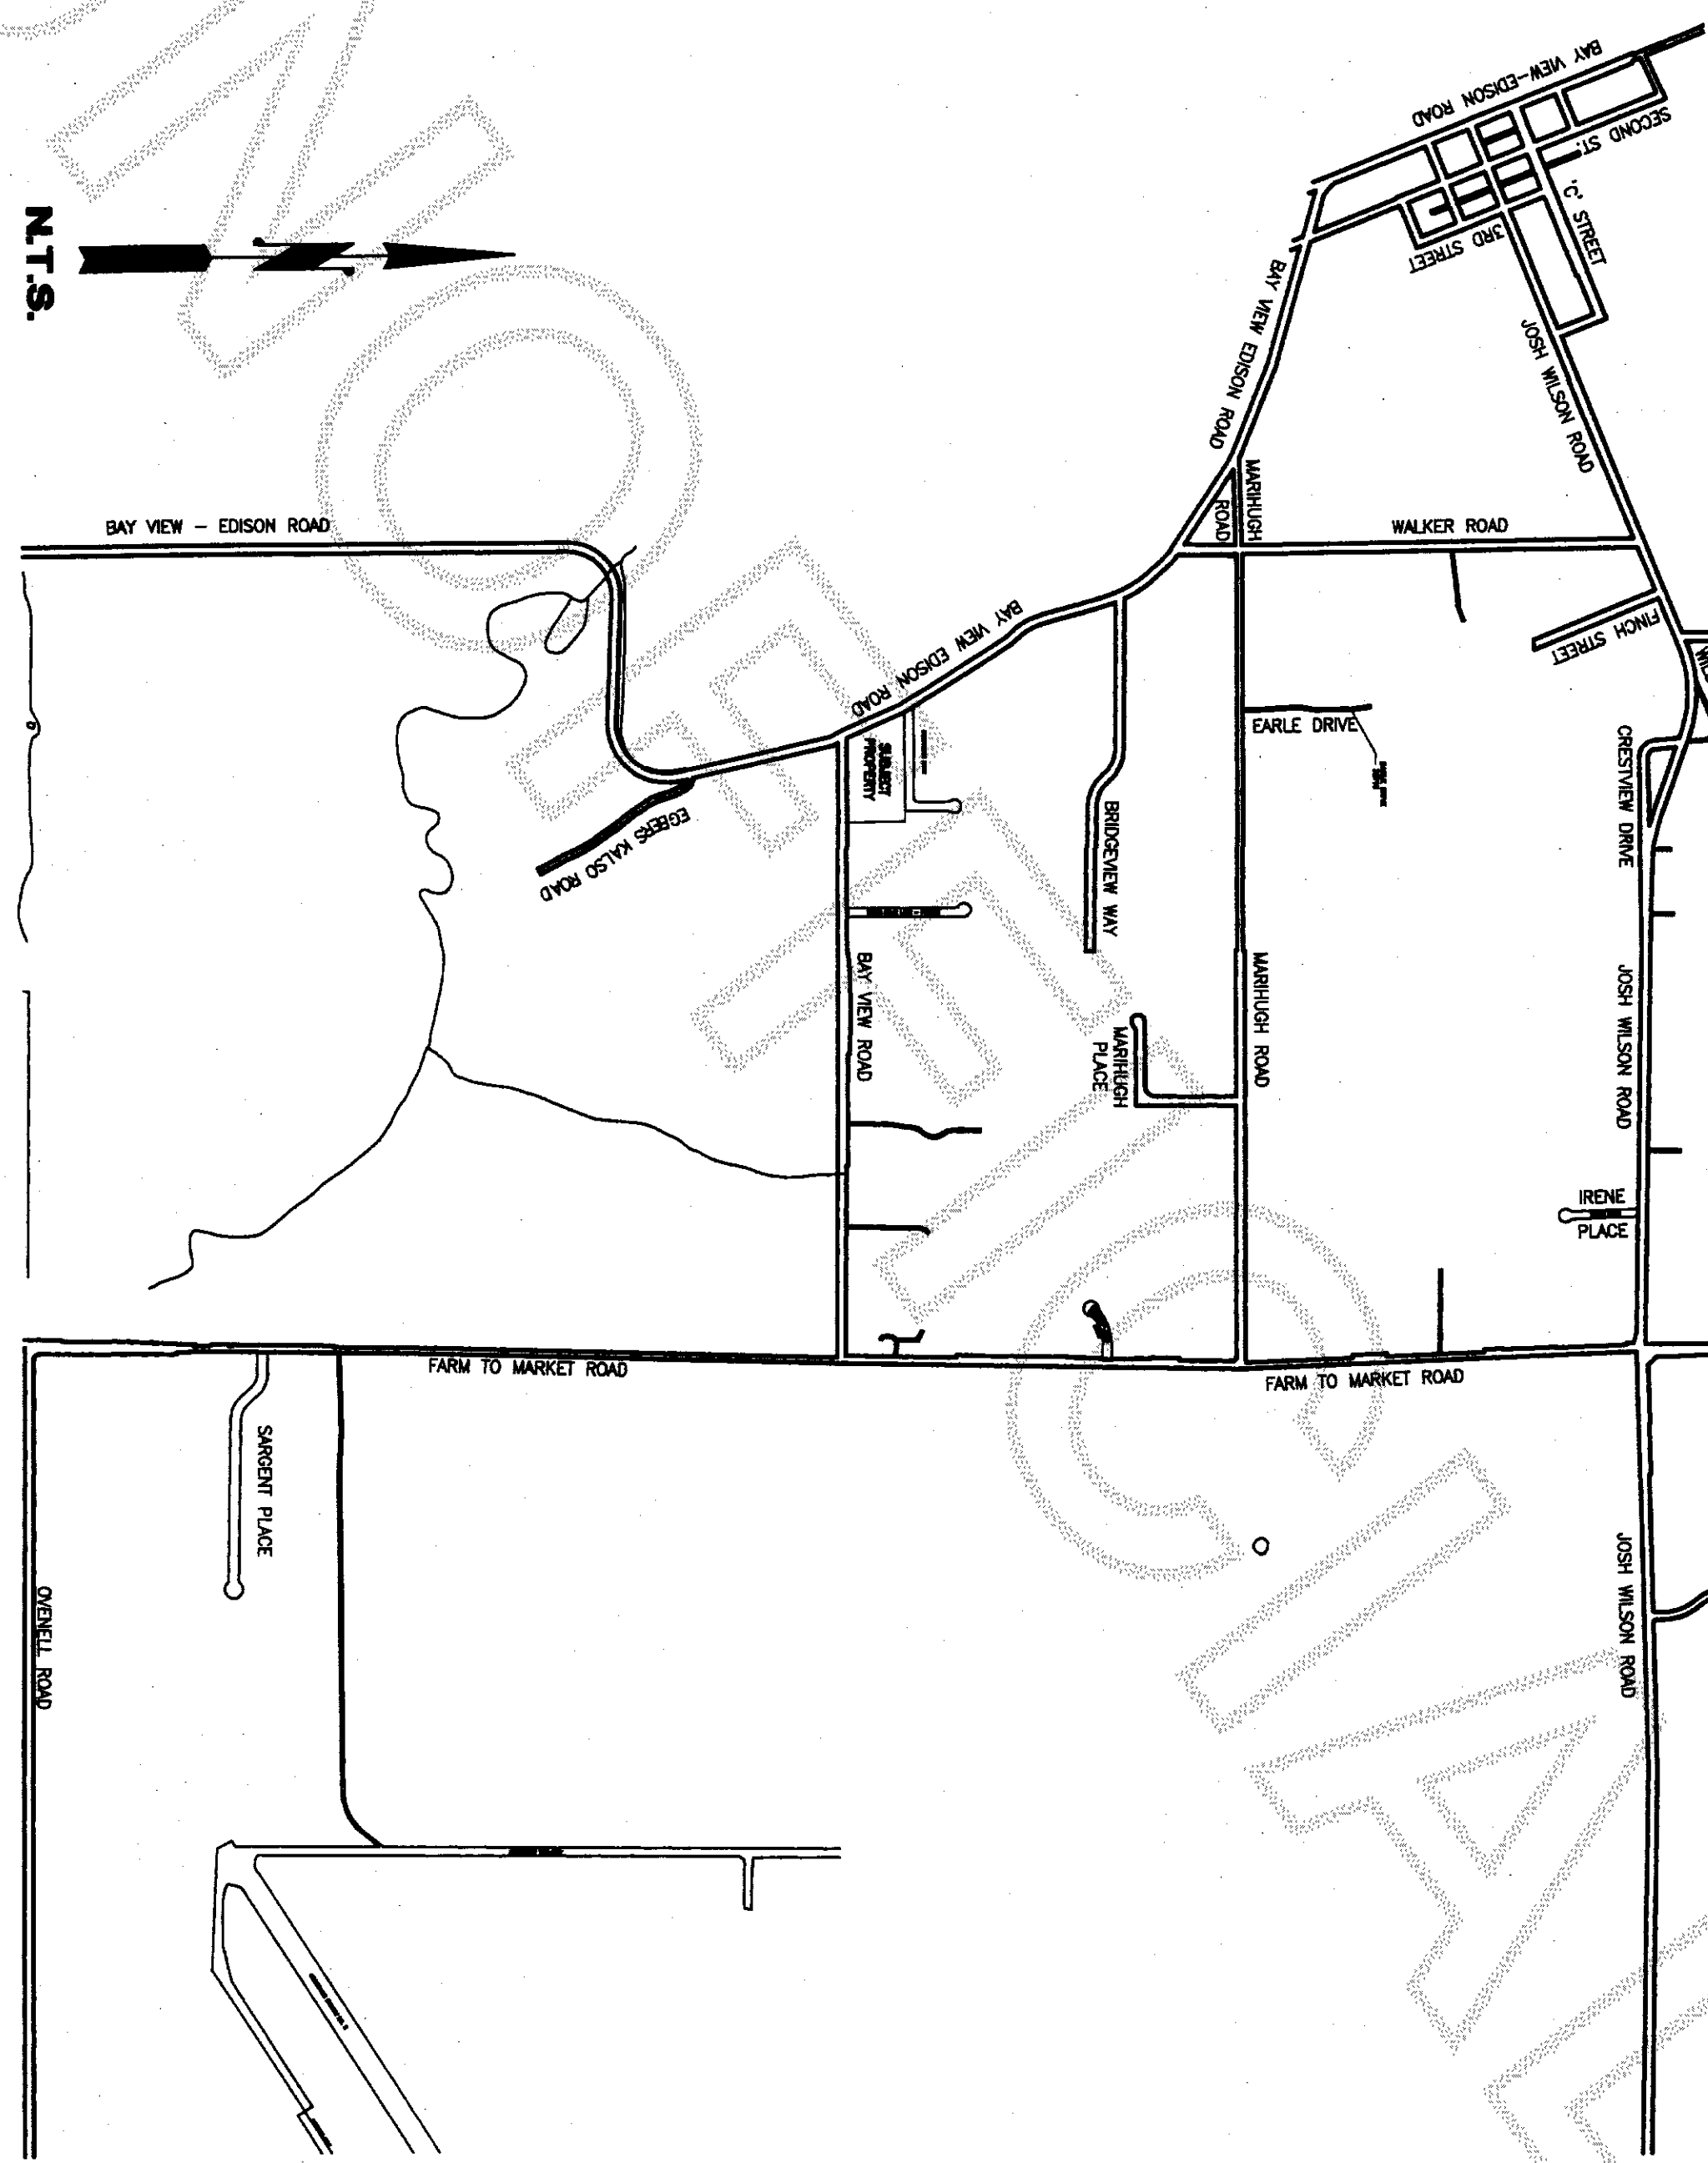 BAY VIEW-EDISON ROAD
SECOND ST.
'C' STREET
3RD STREET
N.T.S.
BAY VIEW EDISON ROAD
JOSH WILSON ROAD
MARIHUGH
ROAD
WALKER ROAD
BAY VIEW - EDISON ROAD
FINCH STREET
BAY VIEW EDISON ROAD
EARLE DRIVE
SUBJECT
PROPERTY
CRESTVIEW DRIVE
EGBERS KALSO ROAD
BRIDGEVIEW WAY
BAY VIEW ROAD
MARIHUGH ROAD
JOSH WILSON ROAD
MARIHUGH
PLACE
IRENE
PLACE
FARM TO MARKET ROAD
FARM TO MARKET ROAD
SARGENT PLACE
JOSH WILSON ROAD
OVENELL ROAD
UNOFFICIAL